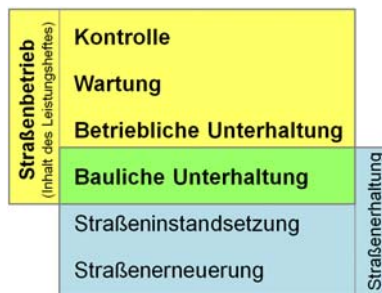 Straßenbetrieb
(Inhalt des Leistungsheftes)
Kontrolle
Wartung
Betriebliche Unterhaltung
Bauliche Unterhaltung
Straßeninstandsetzung
Straßenerneuerung
Straßenerhaltung